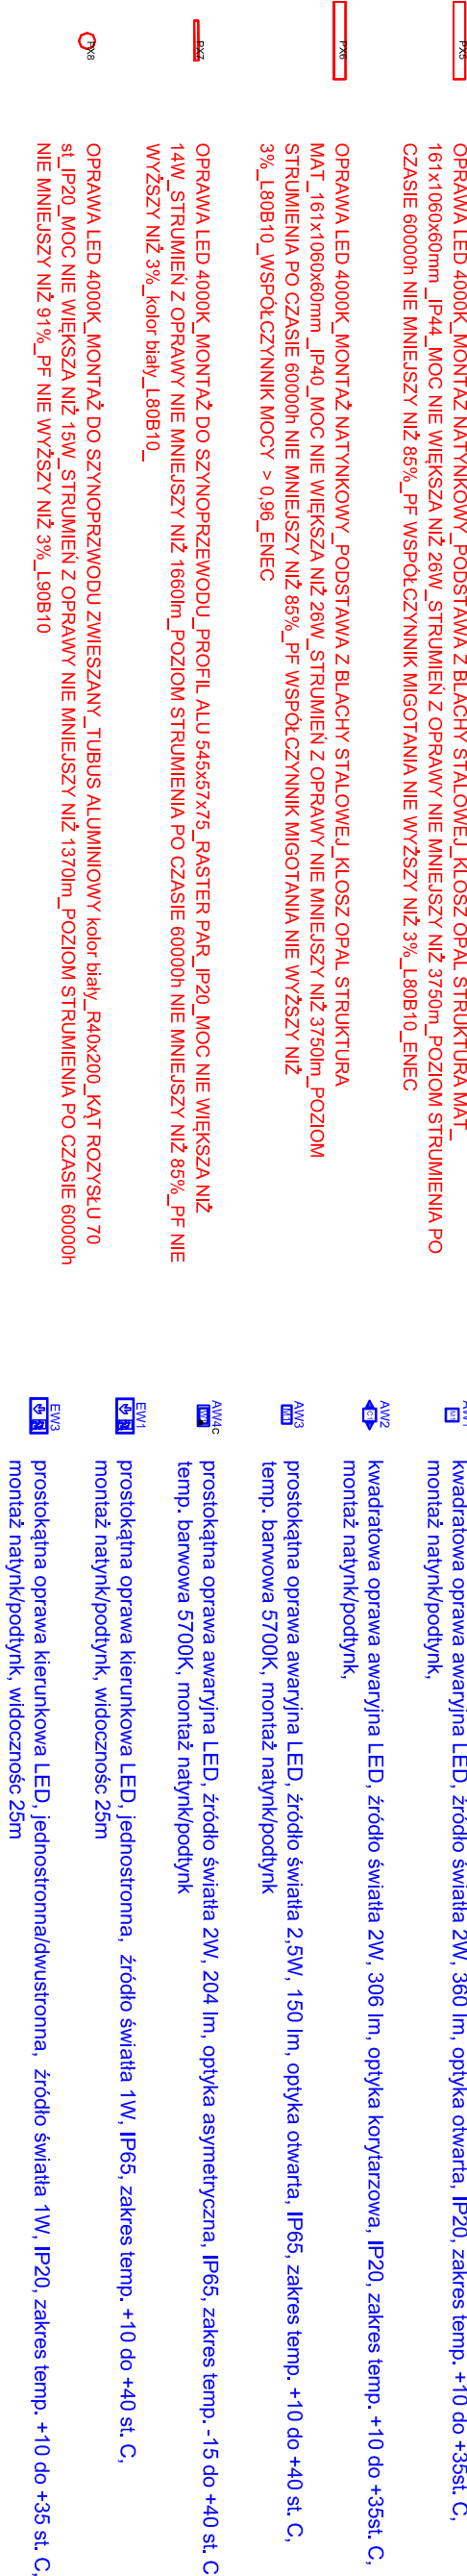 PX5
OPRAWA LED 4000K_MONTAŻ NATYNKOWY_PODSTAWA Z BLACHY STALOWEJ_KLOSZ OPAL STRUKTURA MAT_
161x1060x60mm _IP44_MOC NIE WIĘKSZA NIŻ 26W_STRUMIEŃ Z OPRAWY NIE MNIEJSZY NIŻ 3750lm_POZIOM STRUMIENIA PO
CZASIE 60000h NIE MNIEJSZY NIŻ 85%_PF WSPÓŁCZYNNIK MIGOTANIA NIE WYŻSZY NIŻ 3%_L80B10_ENEC
PX6
OPRAWA LED 4000K_MONTAŻ NATYNKOWY_PODSTAWA Z BLACHY STALOWEJ_KLOSZ OPAL STRUKTURA
MAT_161x1060x60mm _IP40_MOC NIE WIĘKSZA NIŻ 26W_STRUMIEŃ Z OPRAWY NIE MNIEJSZY NIŻ 3750lm_POZIOM
STRUMIENIA PO CZASIE 60000h NIE MNIEJSZY NIŻ 85%_PF WSPÓŁCZYNNIK MIGOTANIA NIE WYŻSZY NIŻ
3%_L80B10_WSPÓŁCZYNNIK MOCY > 0,96_ENEC
PX7
OPRAWA LED 4000K_MONTAŻ DO SZYNOPRZEWODU_PROFIL ALU 545x57x75_RASTER PAR_IP20_MOC NIE WIĘKSZA NIŻ
14W_STRUMIEŃ Z OPRAWY NIE MNIEJSZY NIŻ 1660lm_POZIOM STRUMIENIA PO CZASIE 60000h NIE MNIEJSZY NIŻ 85%_PF NIE
WYŻSZY NIŻ 3%_kolor biały_L80B10_
PX8
OPRAWA LED 4000K_MONTAŻ DO SZYNOPRZWODU ZWIESZANY_TUBUS ALUMINIOWY kolor biały_R40x200_KĄT ROZYSŁU 70
st_IP20_MOC NIE WIĘKSZA NIŻ 15W_STRUMIEŃ Z OPRAWY NIE MNIEJSZY NIŻ 1370lm_POZIOM STRUMIENIA PO CZASIE 60000h
NIE MNIEJSZY NIŻ 91%_PF NIE WYŻSZY NIŻ 3%_L90B10
AW1
kwadratowa oprawa awaryjna LED, źródło światła 2W, 360 lm, optyka otwarta, IP20, zakres temp. +10 do +35st. C,
montaż natynk/podtynk,
AW2
kwadratowa oprawa awaryjna LED, źródło światła 2W, 306 lm, optyka korytarzowa, IP20, zakres temp. +10 do +35st. C,
montaż natynk/podtynk,
AW3
prostokątna oprawa awaryjna LED, źródło światła 2,5W, 150 lm, optyka otwarta, IP65, zakres temp. +10 do +40 st. C,
temp. barwowa 5700K, montaż natynk/podtynk
AW4c
prostokątna oprawa awaryjna LED, źródło światła 2W, 204 lm, optyka asymetryczna, IP65, zakres temp. -15 do +40 st. C
temp. barwowa 5700K, montaż natynk/podtynk
EW1
prostokątna oprawa kierunkowa LED, jednostronna, źródło światła 1W, IP65, zakres temp. +10 do +40 st. C,
montaż natynk/podtynk, widocznośc 25m
EW3
prostokątna oprawa kierunkowa LED, jednostronna/dwustronna, źródło światła 1W, IP20, zakres temp. +10 do +35 st. C,
montaż natynk/podtynk, widocznośc 25m